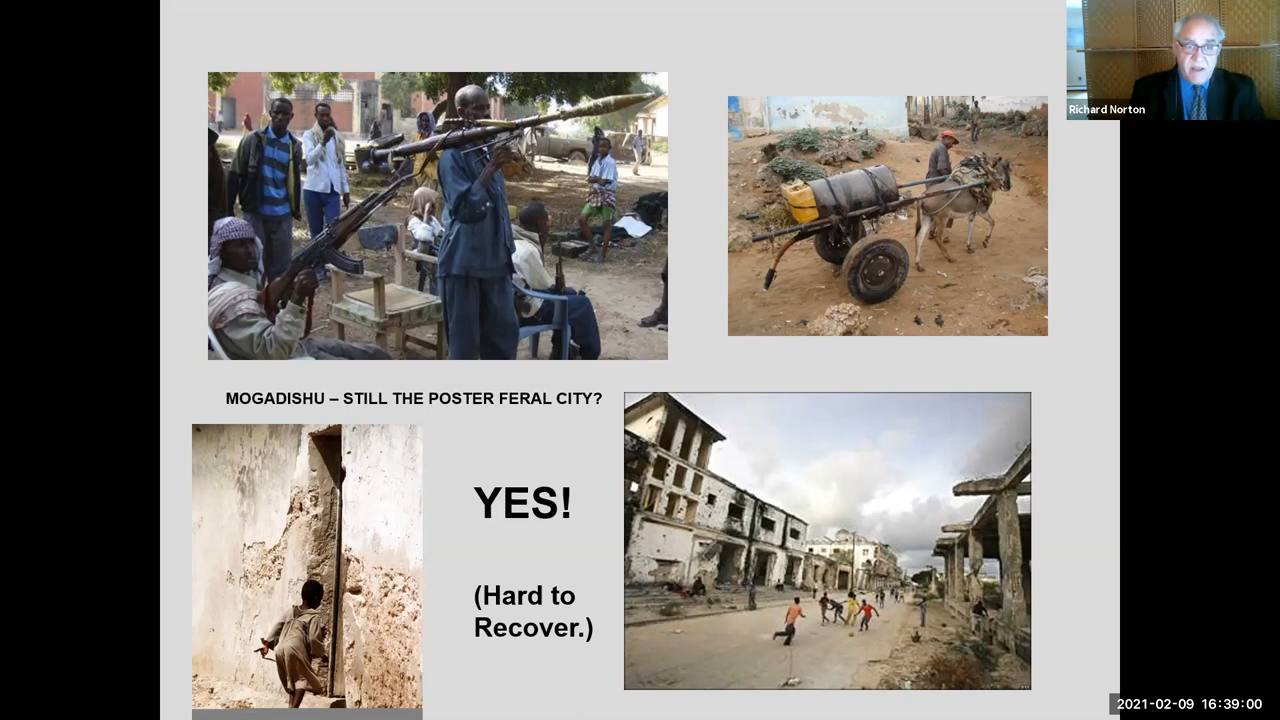 Richard Norton
MOGADISHU – STILL THE POSTER FERAL CITY?
YES!
(Hard to
Recover.)
2021-02-09 16:39:00